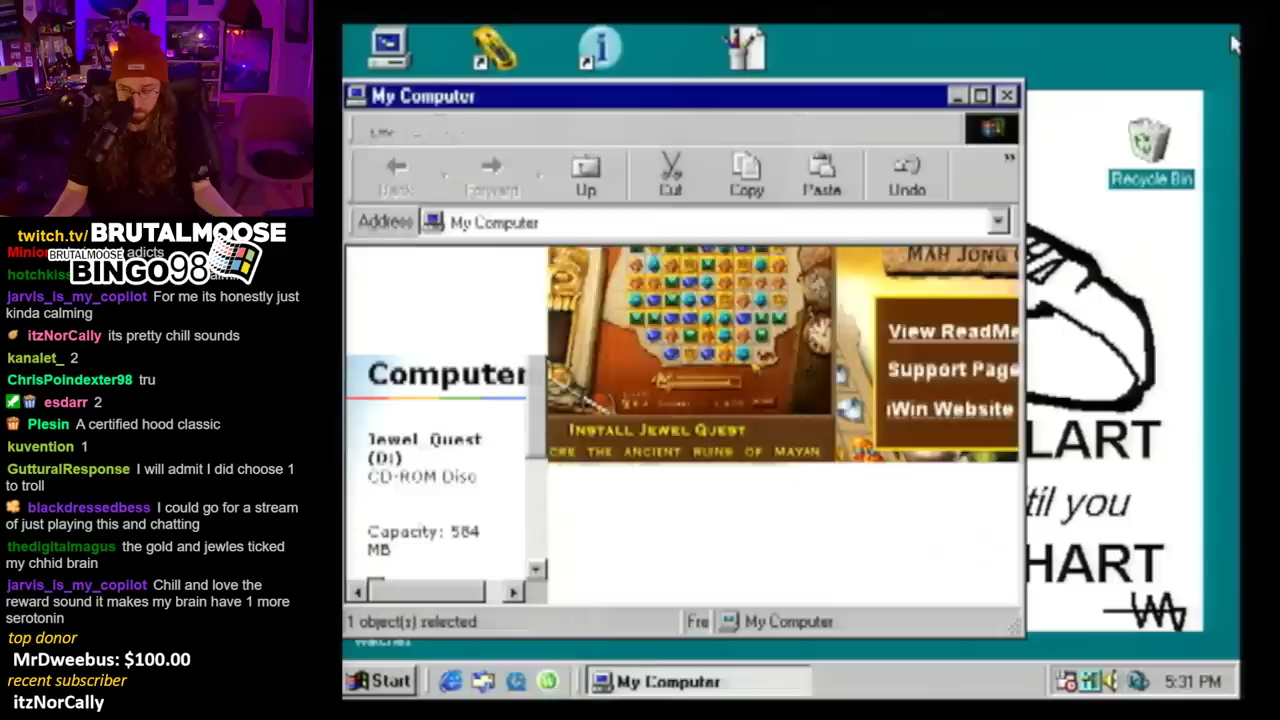 twitch.tv/BRUTALMOOSE
BRUTALMOOSE
BINGO98
adicts
jarvis_is_my_copilot For me its honestly just
kinda calming
itzNorCally its pretty chill sounds
kanalet_ 2
ChrisPoindexter98 tru
esdarr 2
Plesin A certified hood classic
kuvention 1
GutturalResponse I will admit I did choose 1
to troll
blackdressedbess I could go for a stream
of just playing this and chatting
thedigitalmagus the gold and jewles ticked
my chhid brain
jarvis_is_my_copilot Chill and love the
reward sound it makes my brain have 1 more
serotonin
top donor
MrDweebus: $100.00
recent subscriber
itzNorCally
My Computer
Back
Forward
Up
Cut
Copy
Paste
Undo
»
Address
My Computer
Computer
Jewel_Quest
(D:)
CD-ROM Disc
Capacity: 584
MB
INSTALL JEWEL QUEST
THE ANCIENT RUINS OF MAYAN
MAH JONG
View ReadMe
Support Page
iWin Website
1 object(s) selected
Fre
My Computer
Recycle Bin
LART
til you
HART
Start
My Computer
5:31 PM